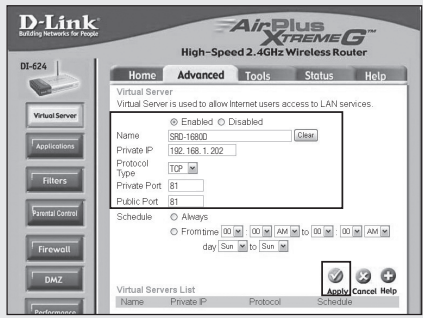 D-Link
Building Networks for People
AirPlus
XTREME G™
High-Speed 2.4GHz Wireless Router
DI-624
Home Advanced Tools Status Help
Virtual Server
Virtual Server is used to allow Internet users access to LAN services.
Enabled Disabled
Name SRD-1680D Clear
Private IP 192.168.1.202
Protocol Type TCP
Private Port 81
Public Port 81
Schedule Always
From time 00 : 00 AM to 00 : 00 AM
day Sun to Sun
Apply Cancel Help
Virtual Servers List
Name Private IP Protocol Schedule
Virtual Server
Applications
Filters
Parental Control
Firewall
DMZ
Performance